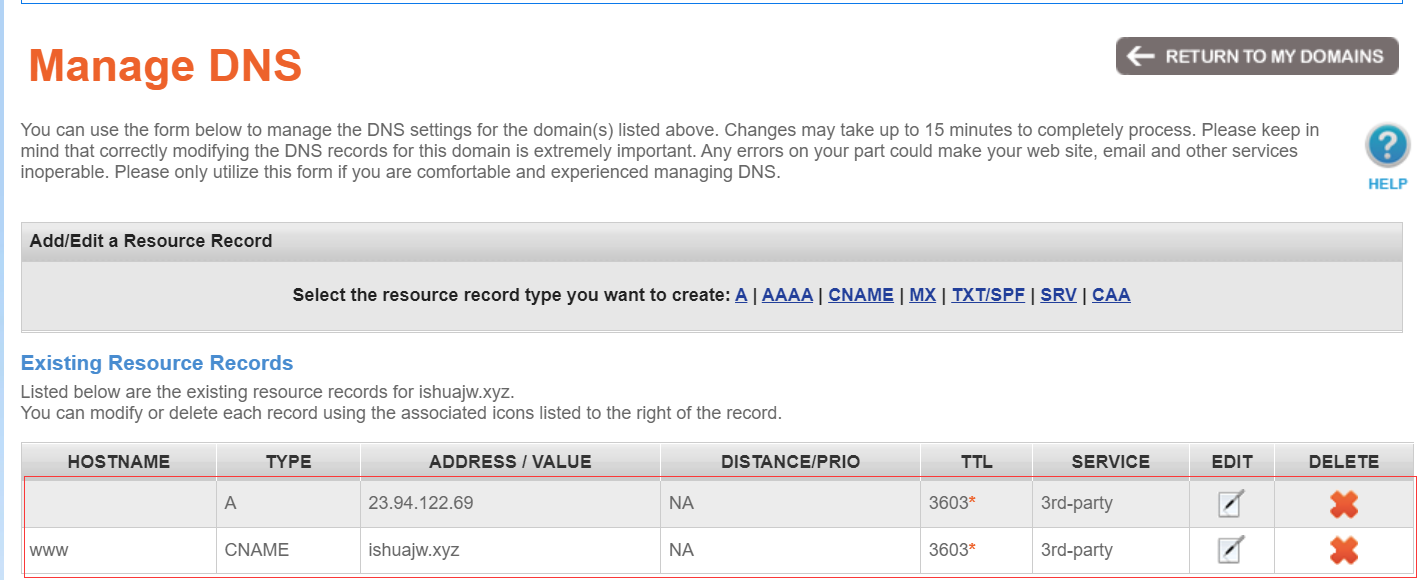 Manage DNS
RETURN TO MY DOMAINS
You can use the form below to manage the DNS settings for the domain(s) listed above. Changes may take up to 15 minutes to completely process. Please keep in
mind that correctly modifying the DNS records for this domain is extremely important. Any errors on your part could make your web site, email and other services
inoperable. Please only utilize this form if you are comfortable and experienced managing DNS.
?
HELP
Add/Edit a Resource Record
Select the resource record type you want to create: A | AAAA | CNAME | MX | TXT/SPF | SRV | CAA
Existing Resource Records
Listed below are the existing resource records for ishuajw.xyz.
You can modify or delete each record using the associated icons listed to the right of the record.
HOSTNAME TYPE ADDRESS / VALUE DISTANCE/PRIO TTL SERVICE EDIT DELETE
A 23.94.122.69 NA 3603* 3rd-party
www CNAME ishuajw.xyz NA 3603* 3rd-party